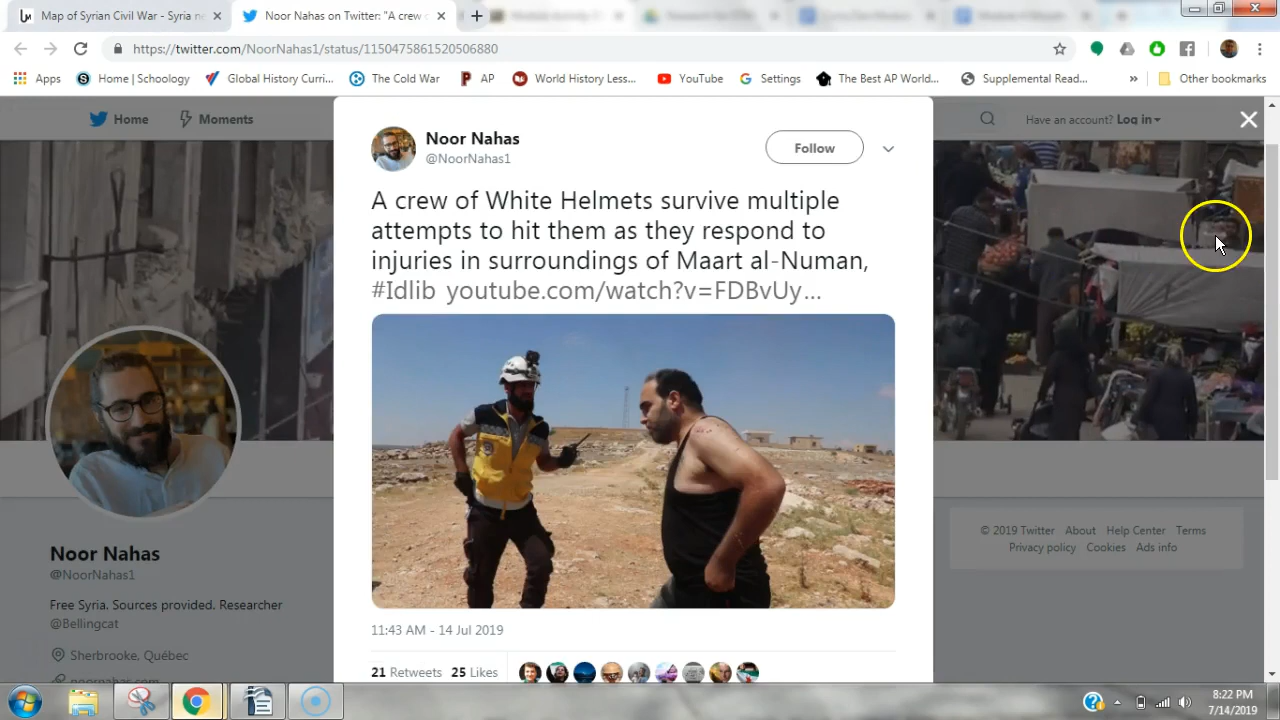 Map of Syrian Civil War - Syria ne
Noor Nahas on Twitter: "A crew
https://twitter.com/NoorNahas1/status/1150475861520506880
Apps
Home | Schoology
Global History Curri...
The Cold War
AP
World History Less...
YouTube
Settings
The Best AP World...
Supplemental Read...
»
Other bookmarks
Home
Moments
Have an account? Log in
Noor Nahas
@NoorNahas1
Follow
A crew of White Helmets survive multiple
attempts to hit them as they respond to
injuries in surroundings of Maart al-Numan,
#Idlib youtube.com/watch?v=FDBvUy...
11:43 AM - 14 Jul 2019
21 Retweets 25 Likes
Noor Nahas
@NoorNahas1
Free Syria. Sources provided. Researcher
@Bellingcat
Sherbrooke, Québec
noornahas.com
© 2019 Twitter About Help Center Terms
Privacy policy Cookies Ads info
8:22 PM
7/14/2019